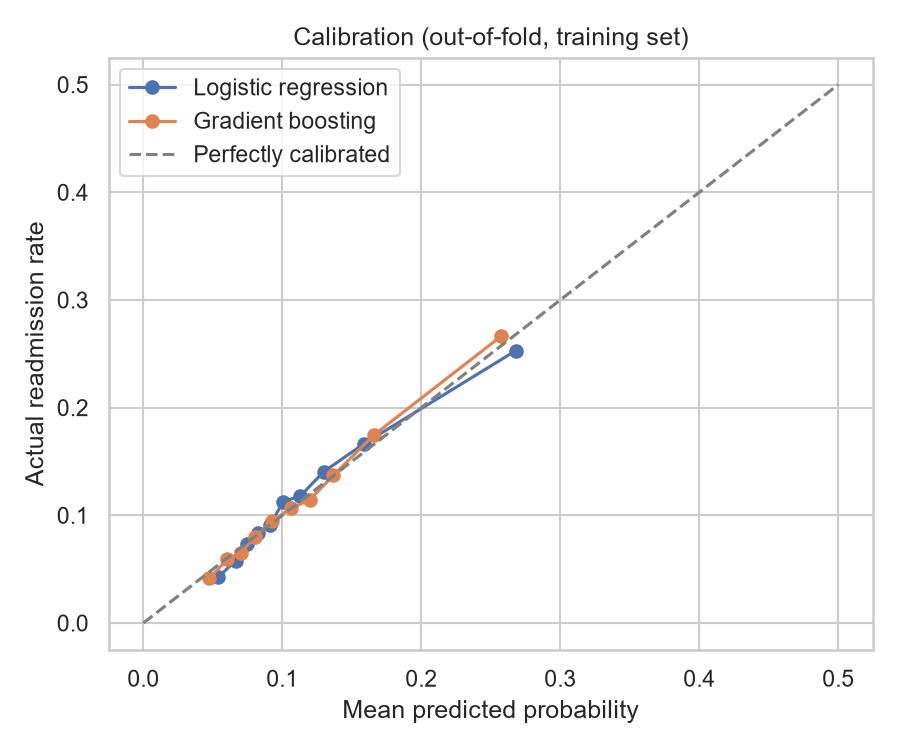 Calibration (out-of-fold, training set)
Logistic regression
Gradient boosting
Perfectly calibrated
0.5
0.4
0.3
0.2
0.1
0.0
Actual readmission rate
0.0 0.1 0.2 0.3 0.4 0.5
Mean predicted probability